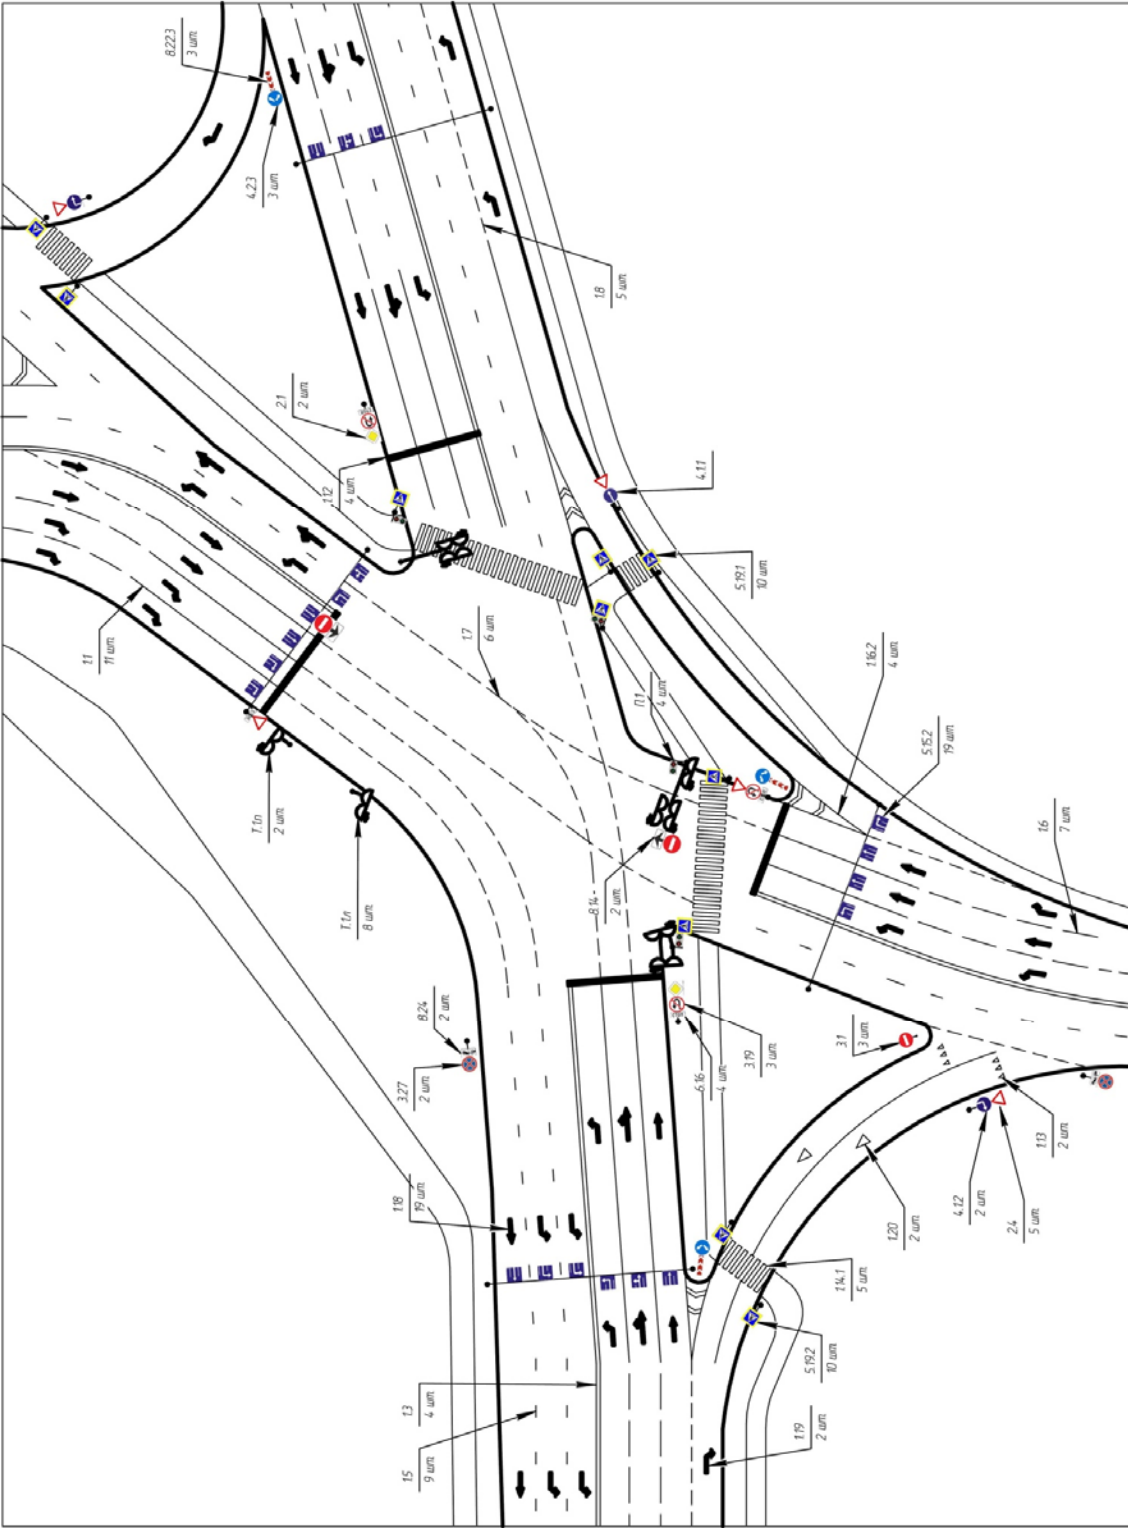 8.22.3
3 шт.
4.2.3
3 шт.
1.8
5 шт.
2.1
2 шт.
1.12
4 шт.
4.1.1
5.19.1
10 шт.
1.7
6 шт.
1.1
11 шт.
П.1
4 шт.
1.16.2
4 шт.
5.15.2
19 шт.
1.6
7 шт.
Т.1.п
2 шт.
Т.1.л
8 шт.
8.14
2 шт.
8.24
2 шт.
3.27
2 шт.
3.1
3 шт.
3.19
3 шт.
6.16
4 шт.
1.13
2 шт.
4.1.2
2 шт.
2.4
5 шт.
1.20
2 шт.
1.18
19 шт.
1.14.1
5 шт.
5.19.2
10 шт.
1.3
4 шт.
1.5
9 шт.
1.19
2 шт.